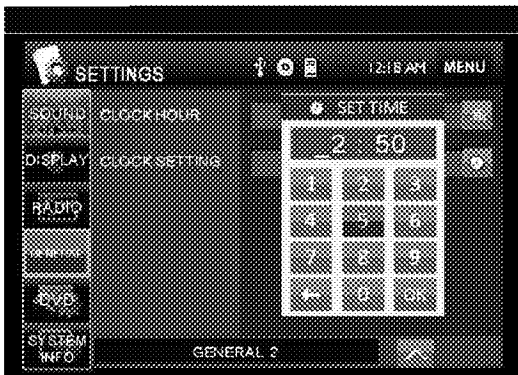 SETTINGS
12:18 AM MENU
SOUND
CLOCK HOUR
SET TIME
_2 : 50
DISPLAY
CLOCK SETTING
1 2 3
RADIO
4 5 6
GENERAL
7 8 9
DVD
← 0 OK
SYSTEM INFO
GENERAL 2